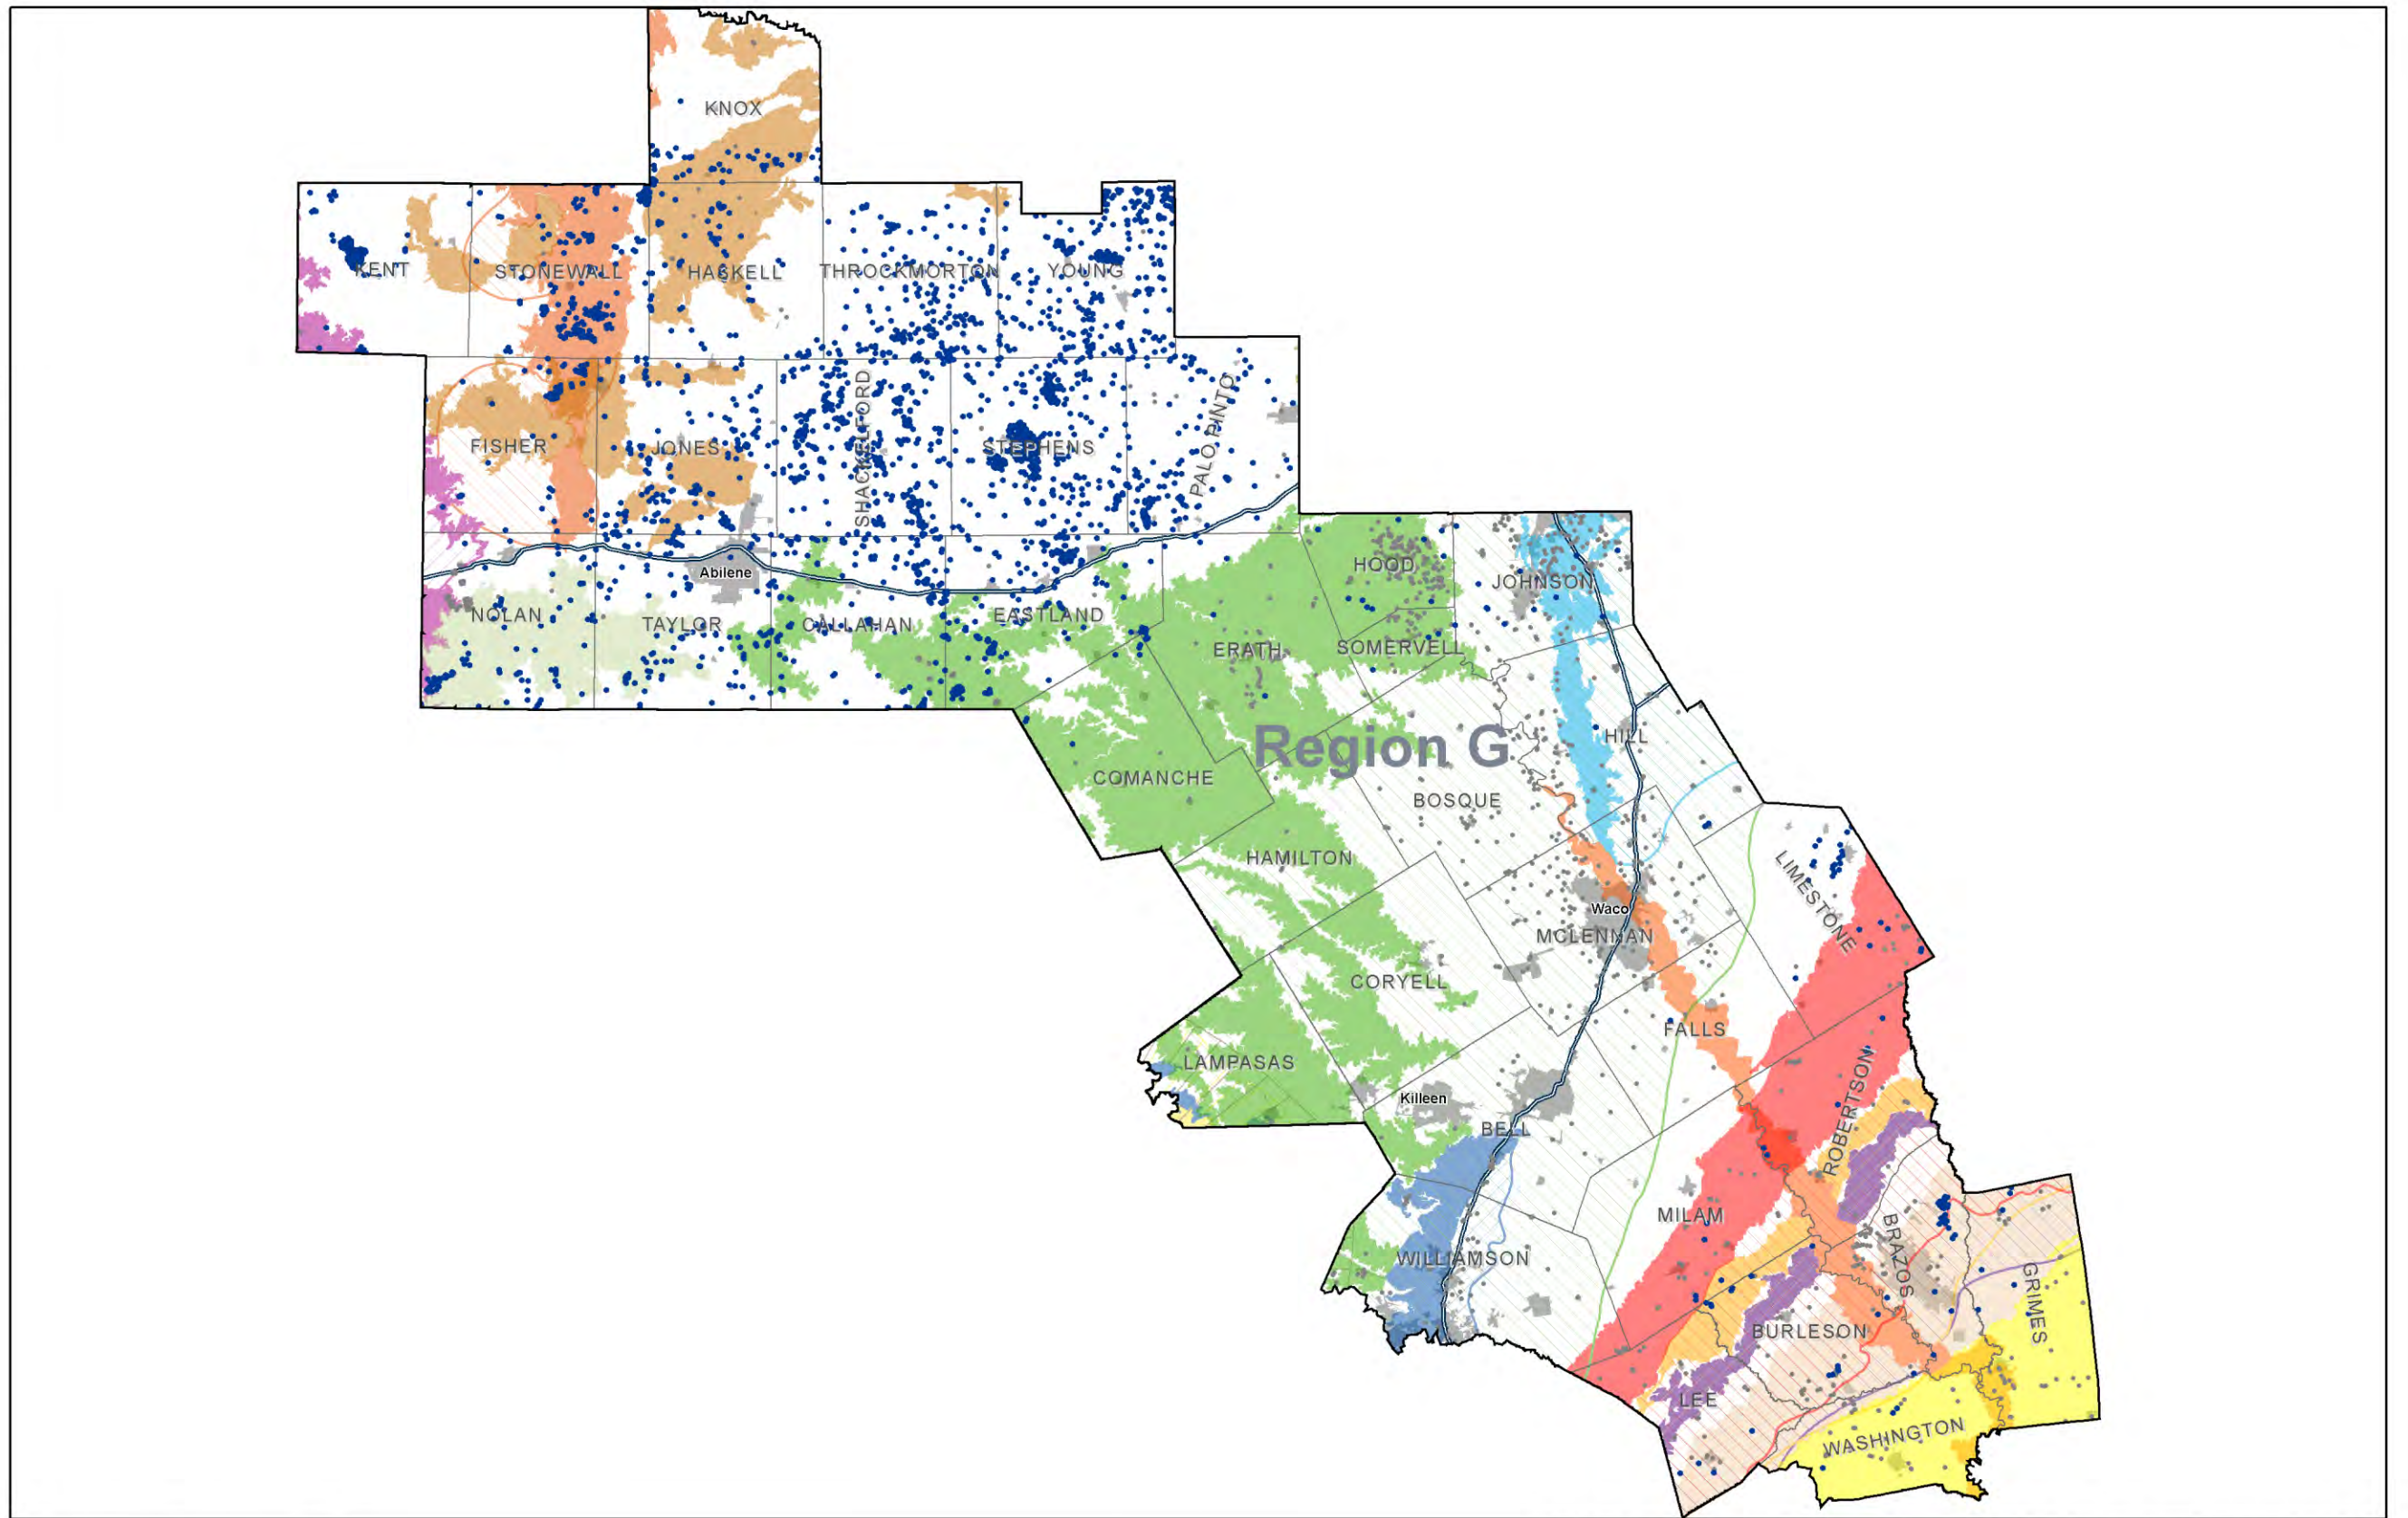 KNOX
KENT
STONEWALL
HASKELL
THROCKMORTON
YOUNG
FISHER
JONES
SHACKELFORD
STEPHENS
PALO PINTO
Abilene
NOLAN
TAYLOR
CALLAHAN
EASTLAND
ERATH
HOOD
SOMERVELL
JOHNSON
Region G
HILL
COMANCHE
BOSQUE
HAMILTON
LIMESTONE
Waco
MCLENNAN
CORYELL
FALLS
LAMPASAS
Killeen
BELL
ROBERTSON
MILAM
WILLIAMSON
BRAZOS
GRIMES
BURLESON
LEE
WASHINGTON